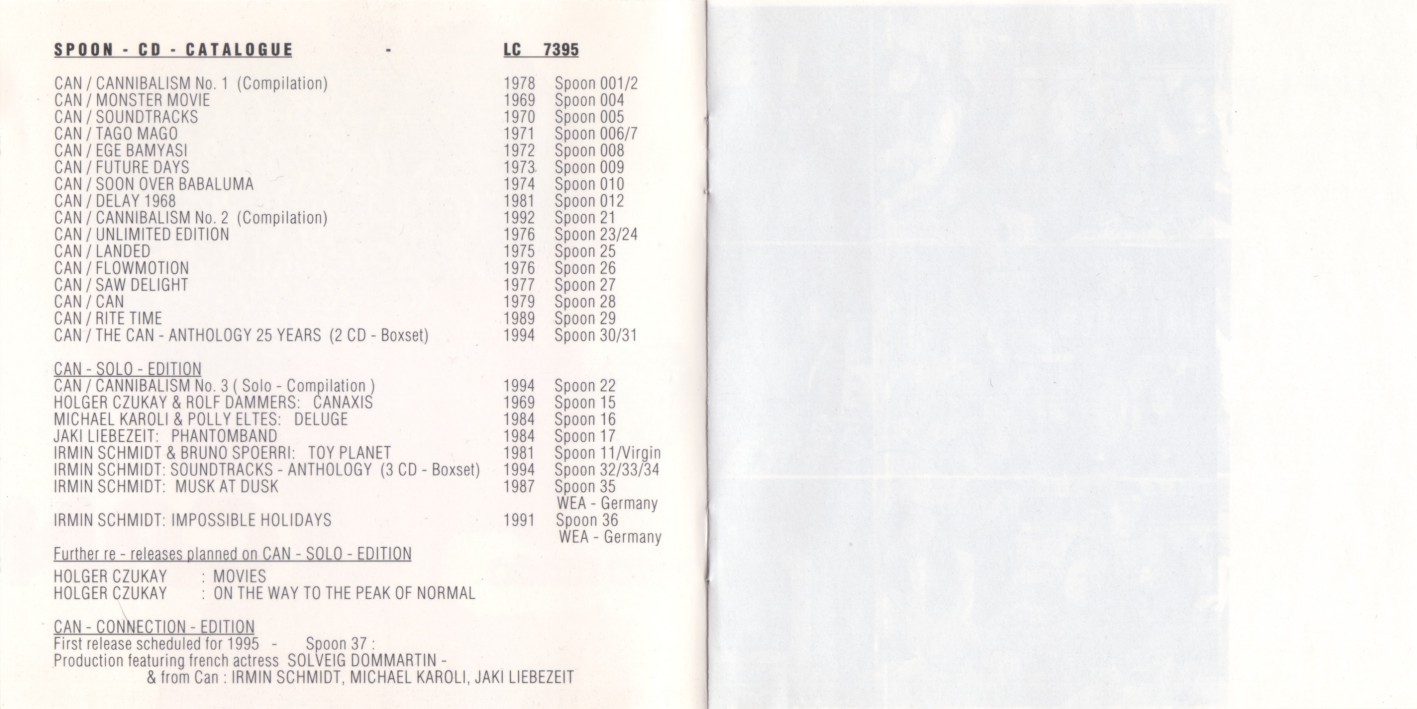 SPOON - CD - CATALOGUE - LC 7395
CAN / CANNIBALISM No. 1 (Compilation) 1978 Spoon 001/2
CAN / MONSTER MOVIE 1969 Spoon 004
CAN / SOUNDTRACKS 1970 Spoon 005
CAN / TAGO MAGO 1971 Spoon 006/7
CAN / EGE BAMYASI 1972 Spoon 008
CAN / FUTURE DAYS 1973 Spoon 009
CAN / SOON OVER BABALUMA 1974 Spoon 010
CAN / DELAY 1968 1981 Spoon 012
CAN / CANNIBALISM No. 2 (Compilation) 1992 Spoon 21
CAN / UNLIMITED EDITION 1976 Spoon 23/24
CAN / LANDED 1975 Spoon 25
CAN / FLOWMOTION 1976 Spoon 26
CAN / SAW DELIGHT 1977 Spoon 27
CAN / CAN 1979 Spoon 28
CAN / RITE TIME 1989 Spoon 29
CAN / THE CAN - ANTHOLOGY 25 YEARS (2 CD - Boxset) 1994 Spoon 30/31
CAN - SOLO - EDITION
CAN / CANNIBALISM No. 3 ( Solo - Compilation ) 1994 Spoon 22
HOLGER CZUKAY & ROLF DAMMERS: CANAXIS 1969 Spoon 15
MICHAEL KAROLI & POLLY ELTES: DELUGE 1984 Spoon 16
JAKI LIEBEZEIT: PHANTOMBAND 1984 Spoon 17
IRMIN SCHMIDT & BRUNO SPOERRI: TOY PLANET 1981 Spoon 11/Virgin
IRMIN SCHMIDT: SOUNDTRACKS - ANTHOLOGY (3 CD - Boxset) 1994 Spoon 32/33/34
IRMIN SCHMIDT: MUSK AT DUSK 1987 Spoon 35
WEA - Germany
IRMIN SCHMIDT: IMPOSSIBLE HOLIDAYS 1991 Spoon 36
WEA - Germany
Further re - releases planned on CAN - SOLO - EDITION
HOLGER CZUKAY : MOVIES
HOLGER CZUKAY : ON THE WAY TO THE PEAK OF NORMAL
CAN - CONNECTION - EDITION
First release scheduled for 1995 - Spoon 37 :
Production featuring french actress SOLVEIG DOMMARTIN -
& from Can : IRMIN SCHMIDT, MICHAEL KAROLI, JAKI LIEBEZEIT